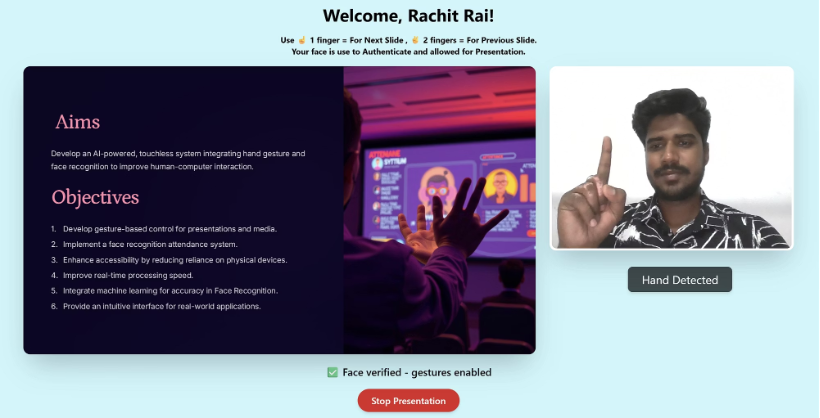 Welcome, Rachit Rai!
Use ☝ 1 finger = For Next Slide , ✌ 2 fingers = For Previous Slide.
Your face is use to Authenticate and allowed for Presentation.
Aims
Develop an AI-powered, touchless system integrating hand gesture and
face recognition to improve human-computer interaction.
Objectives
1. Develop gesture-based control for presentations and media.
2. Implement a face recognition attendance system.
3. Enhance accessibility by reducing reliance on physical devices.
4. Improve real-time processing speed.
5. Integrate machine learning for accuracy in Face Recognition.
6. Provide an intuitive interface for real-world applications.
Hand Detected
✅ Face verified - gestures enabled
Stop Presentation